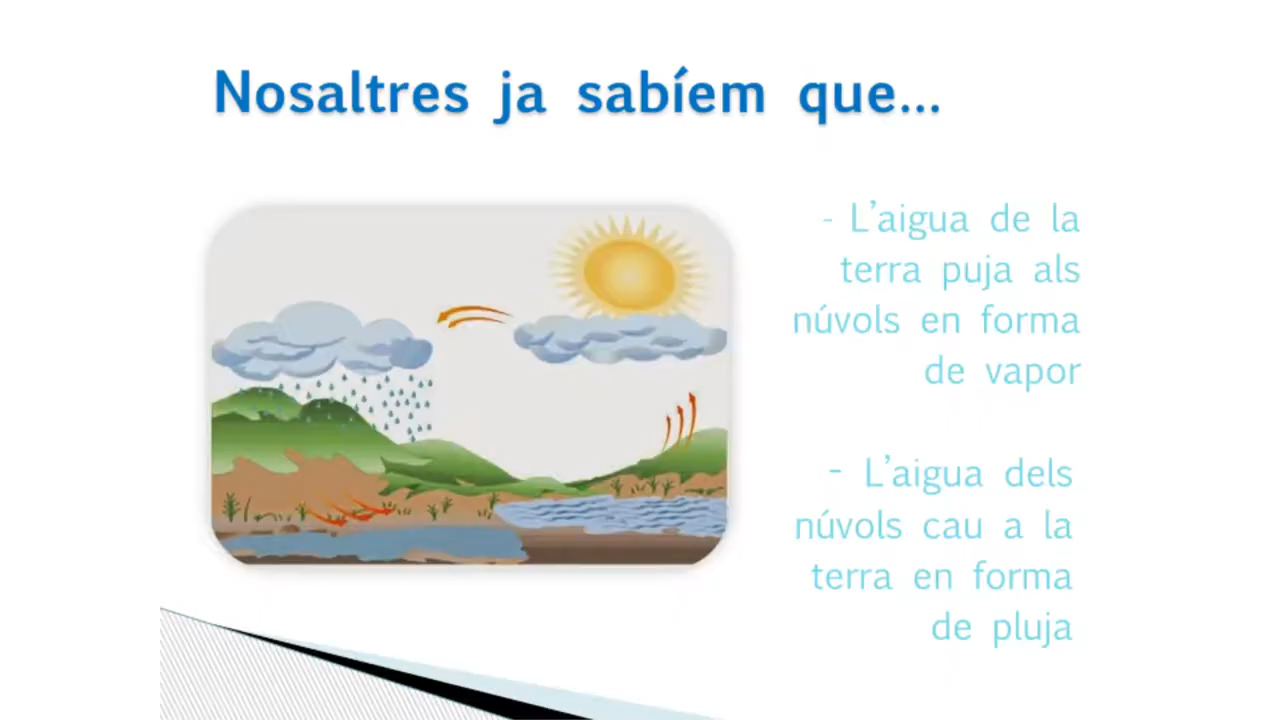 Nosaltres ja sabíem que...
- L’aigua de la
terra puja als
núvols en forma
de vapor
- L’aigua dels
núvols cau a la
terra en forma
de pluja